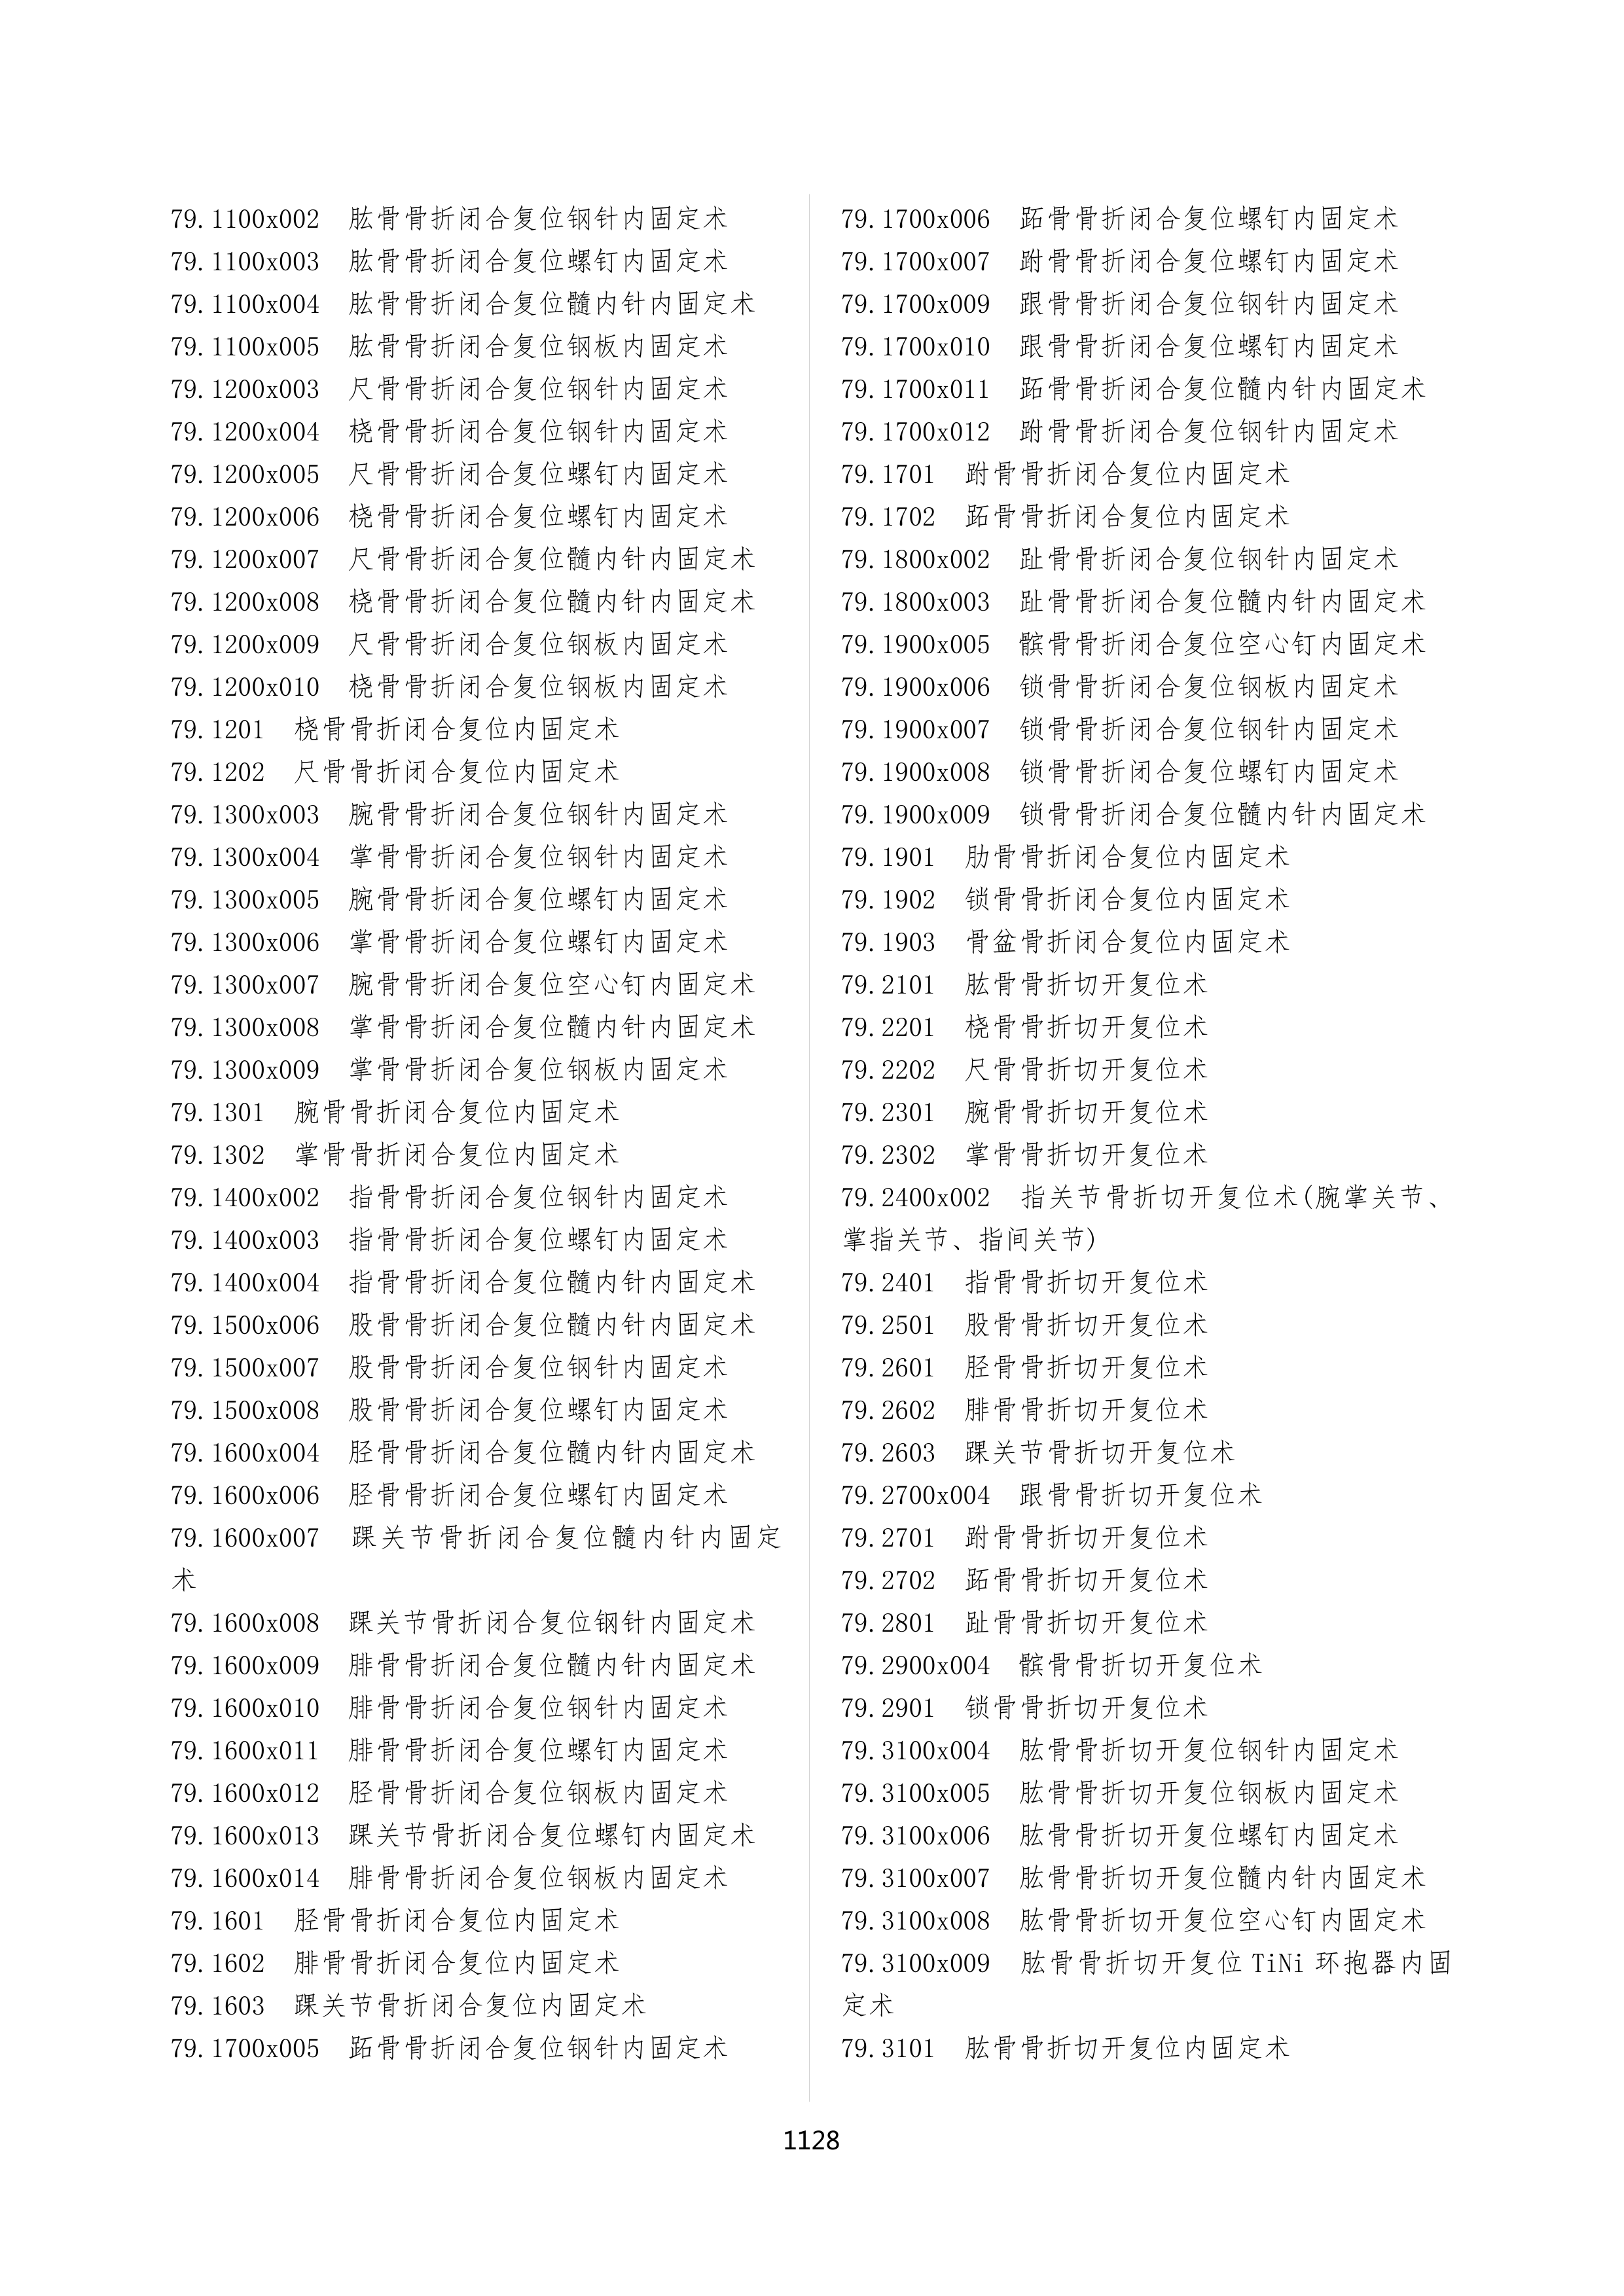 79.1100x002 肱骨骨折闭合复位钢针内固定术
79.1100x003 肱骨骨折闭合复位螺钉内固定术
79.1100x004 肱骨骨折闭合复位髓内针内固定术
79.1100x005 肱骨骨折闭合复位钢板内固定术
79.1200x003 尺骨骨折闭合复位钢针内固定术
79.1200x004 桡骨骨折闭合复位钢针内固定术
79.1200x005 尺骨骨折闭合复位螺钉内固定术
79.1200x006 桡骨骨折闭合复位螺钉内固定术
79.1200x007 尺骨骨折闭合复位髓内针内固定术
79.1200x008 桡骨骨折闭合复位髓内针内固定术
79.1200x009 尺骨骨折闭合复位钢板内固定术
79.1200x010 桡骨骨折闭合复位钢板内固定术
79.1201 桡骨骨折闭合复位内固定术
79.1202 尺骨骨折闭合复位内固定术
79.1300x003 腕骨骨折闭合复位钢针内固定术
79.1300x004 掌骨骨折闭合复位钢针内固定术
79.1300x005 腕骨骨折闭合复位螺钉内固定术
79.1300x006 掌骨骨折闭合复位螺钉内固定术
79.1300x007 腕骨骨折闭合复位空心钉内固定术
79.1300x008 掌骨骨折闭合复位髓内针内固定术
79.1300x009 掌骨骨折闭合复位钢板内固定术
79.1301 腕骨骨折闭合复位内固定术
79.1302 掌骨骨折闭合复位内固定术
79.1400x002 指骨骨折闭合复位钢针内固定术
79.1400x003 指骨骨折闭合复位螺钉内固定术
79.1400x004 指骨骨折闭合复位髓内针内固定术
79.1500x006 股骨骨折闭合复位髓内针内固定术
79.1500x007 股骨骨折闭合复位钢针内固定术
79.1500x008 股骨骨折闭合复位螺钉内固定术
79.1600x004 胫骨骨折闭合复位髓内针内固定术
79.1600x006 胫骨骨折闭合复位螺钉内固定术
79.1600x007 踝关节骨折闭合复位髓内针内固定
术
79.1600x008 踝关节骨折闭合复位钢针内固定术
79.1600x009 腓骨骨折闭合复位髓内针内固定术
79.1600x010 腓骨骨折闭合复位钢针内固定术
79.1600x011 腓骨骨折闭合复位螺钉内固定术
79.1600x012 胫骨骨折闭合复位钢板内固定术
79.1600x013 踝关节骨折闭合复位螺钉内固定术
79.1600x014 腓骨骨折闭合复位钢板内固定术
79.1601 胫骨骨折闭合复位内固定术
79.1602 腓骨骨折闭合复位内固定术
79.1603 踝关节骨折闭合复位内固定术
79.1700x005 跖骨骨折闭合复位钢针内固定术
79.1700x006 跖骨骨折闭合复位螺钉内固定术
79.1700x007 跗骨骨折闭合复位螺钉内固定术
79.1700x009 跟骨骨折闭合复位钢针内固定术
79.1700x010 跟骨骨折闭合复位螺钉内固定术
79.1700x011 跖骨骨折闭合复位髓内针内固定术
79.1700x012 跗骨骨折闭合复位钢针内固定术
79.1701 跗骨骨折闭合复位内固定术
79.1702 跖骨骨折闭合复位内固定术
79.1800x002 趾骨骨折闭合复位钢针内固定术
79.1800x003 趾骨骨折闭合复位髓内针内固定术
79.1900x005 髌骨骨折闭合复位空心钉内固定术
79.1900x006 锁骨骨折闭合复位钢板内固定术
79.1900x007 锁骨骨折闭合复位钢针内固定术
79.1900x008 锁骨骨折闭合复位螺钉内固定术
79.1900x009 锁骨骨折闭合复位髓内针内固定术
79.1901 肋骨骨折闭合复位内固定术
79.1902 锁骨骨折闭合复位内固定术
79.1903 骨盆骨折闭合复位内固定术
79.2101 肱骨骨折切开复位术
79.2201 桡骨骨折切开复位术
79.2202 尺骨骨折切开复位术
79.2301 腕骨骨折切开复位术
79.2302 掌骨骨折切开复位术
79.2400x002 指关节骨折切开复位术(腕掌关节、
掌指关节、指间关节)
79.2401 指骨骨折切开复位术
79.2501 股骨骨折切开复位术
79.2601 胫骨骨折切开复位术
79.2602 腓骨骨折切开复位术
79.2603 踝关节骨折切开复位术
79.2700x004 跟骨骨折切开复位术
79.2701 跗骨骨折切开复位术
79.2702 跖骨骨折切开复位术
79.2801 趾骨骨折切开复位术
79.2900x004 髌骨骨折切开复位术
79.2901 锁骨骨折切开复位术
79.3100x004 肱骨骨折切开复位钢针内固定术
79.3100x005 肱骨骨折切开复位钢板内固定术
79.3100x006 肱骨骨折切开复位螺钉内固定术
79.3100x007 肱骨骨折切开复位髓内针内固定术
79.3100x008 肱骨骨折切开复位空心钉内固定术
79.3100x009 肱骨骨折切开复位 TiNi 环抱器内固
定术
79.3101 肱骨骨折切开复位内固定术
1128